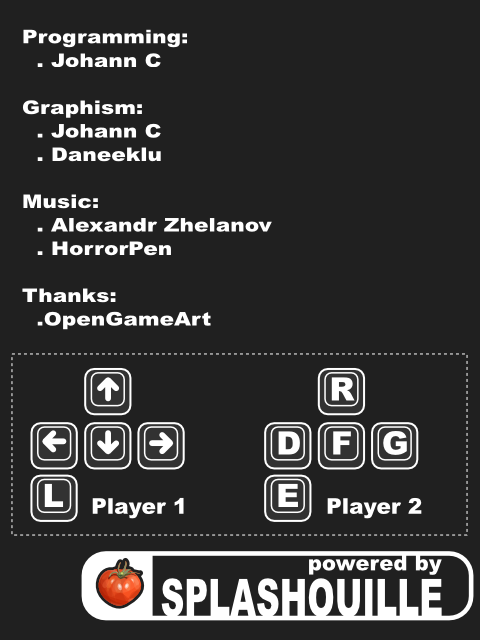 Programming:
. Johann C
Graphism:
. Johann C
. Daneeklu
Music:
. Alexandr Zhelanov
. HorrorPen
Thanks:
.OpenGameArt
↑ R
← ↓ → D F G
L Player 1 E Player 2
powered by
SPLASHOUILLE